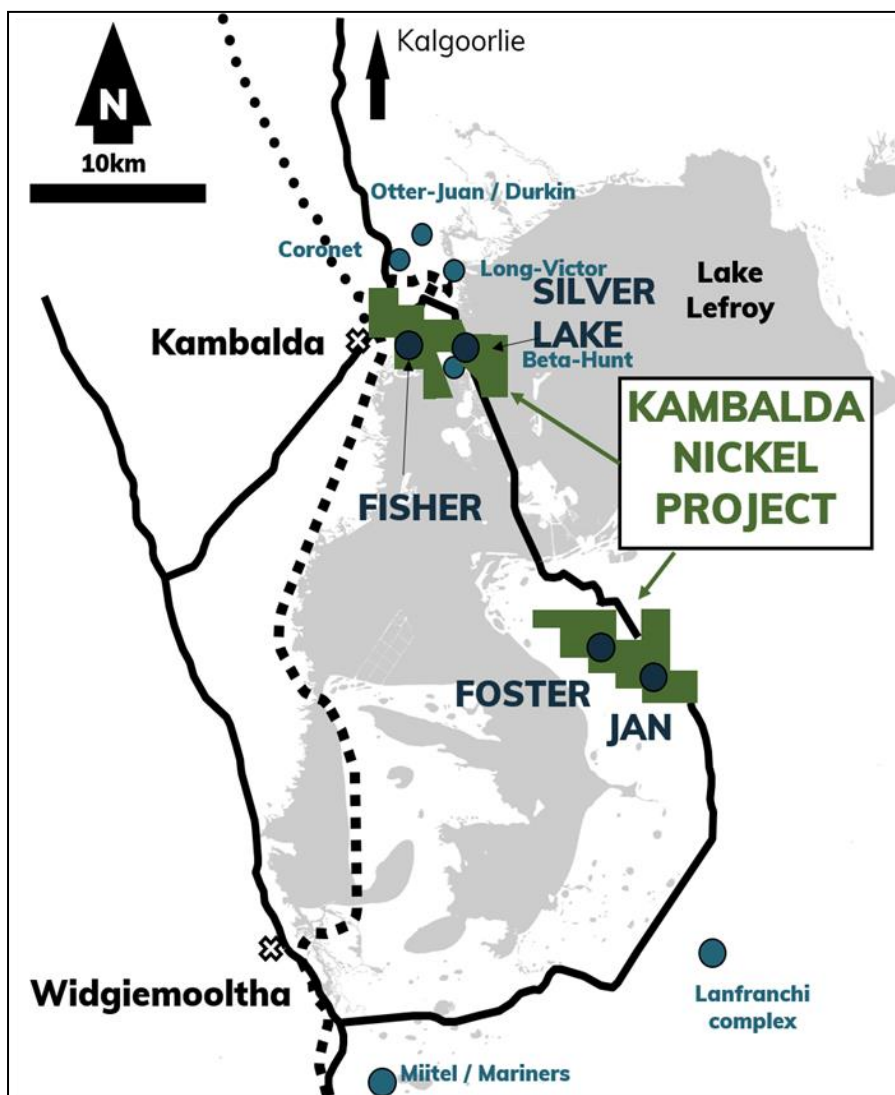 Kalgoorlie
N
10km
Otter-Juan / Durkin
Coronet
Long-Victor
SILVER
LAKE
Lake
Lefroy
Kambalda
Beta-Hunt
KAMBALDA
NICKEL
PROJECT
FISHER
FOSTER
JAN
Widgiemooltha
Lanfranchi
complex
Miitel / Mariners